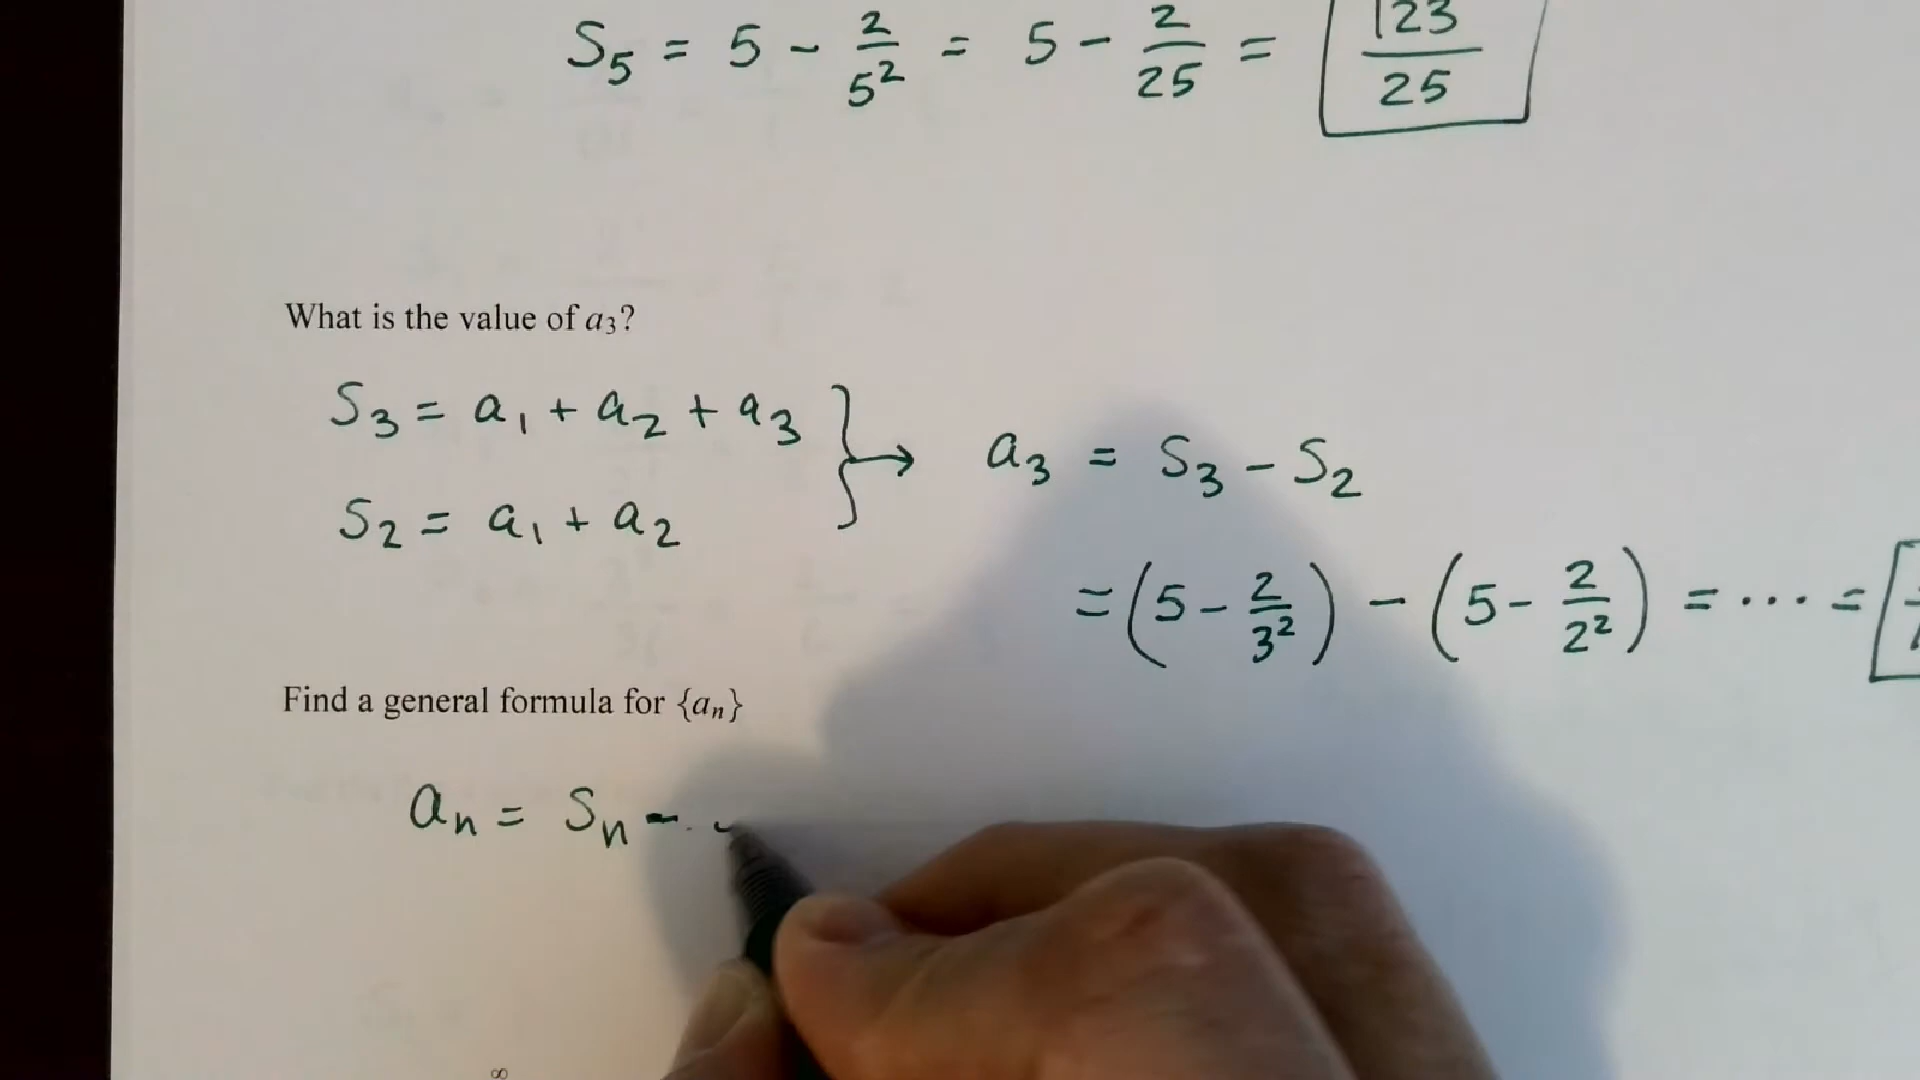 S₅ = 5 - 2/5² = 5 - 2/25 = 123/25
What is the value of a₃?
S₃ = a₁ + a₂ + a₃
S₂ = a₁ + a₂
a₃ = S₃ - S₂
= (5 - 2/3²) - (5 - 2/2²) = ... =
Find a general formula for {aₙ}
aₙ = Sₙ -
∞